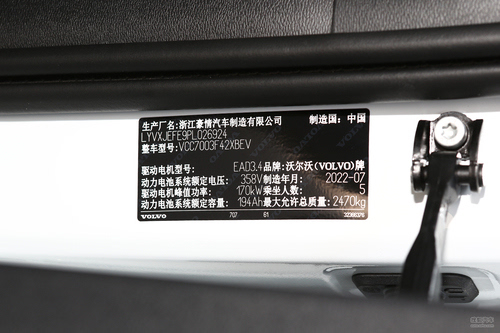 生产厂名:浙江豪情汽车制造有限公司 制造国:中国
LYVXJEFE9PL026924
整车型号:VCC7003F42XBEV
驱动电机型号: EAD3.4 品牌:沃尔沃(VOLVO)牌
动力电池系统额定电压: 358V 制造年月: 2022-07
驱动电机峰值功率: 170kW 乘坐人数: 5
动力电池系统额定容量: 194Ah 最大允许总质量: 2470kg
VOLVO 707 61 32366376